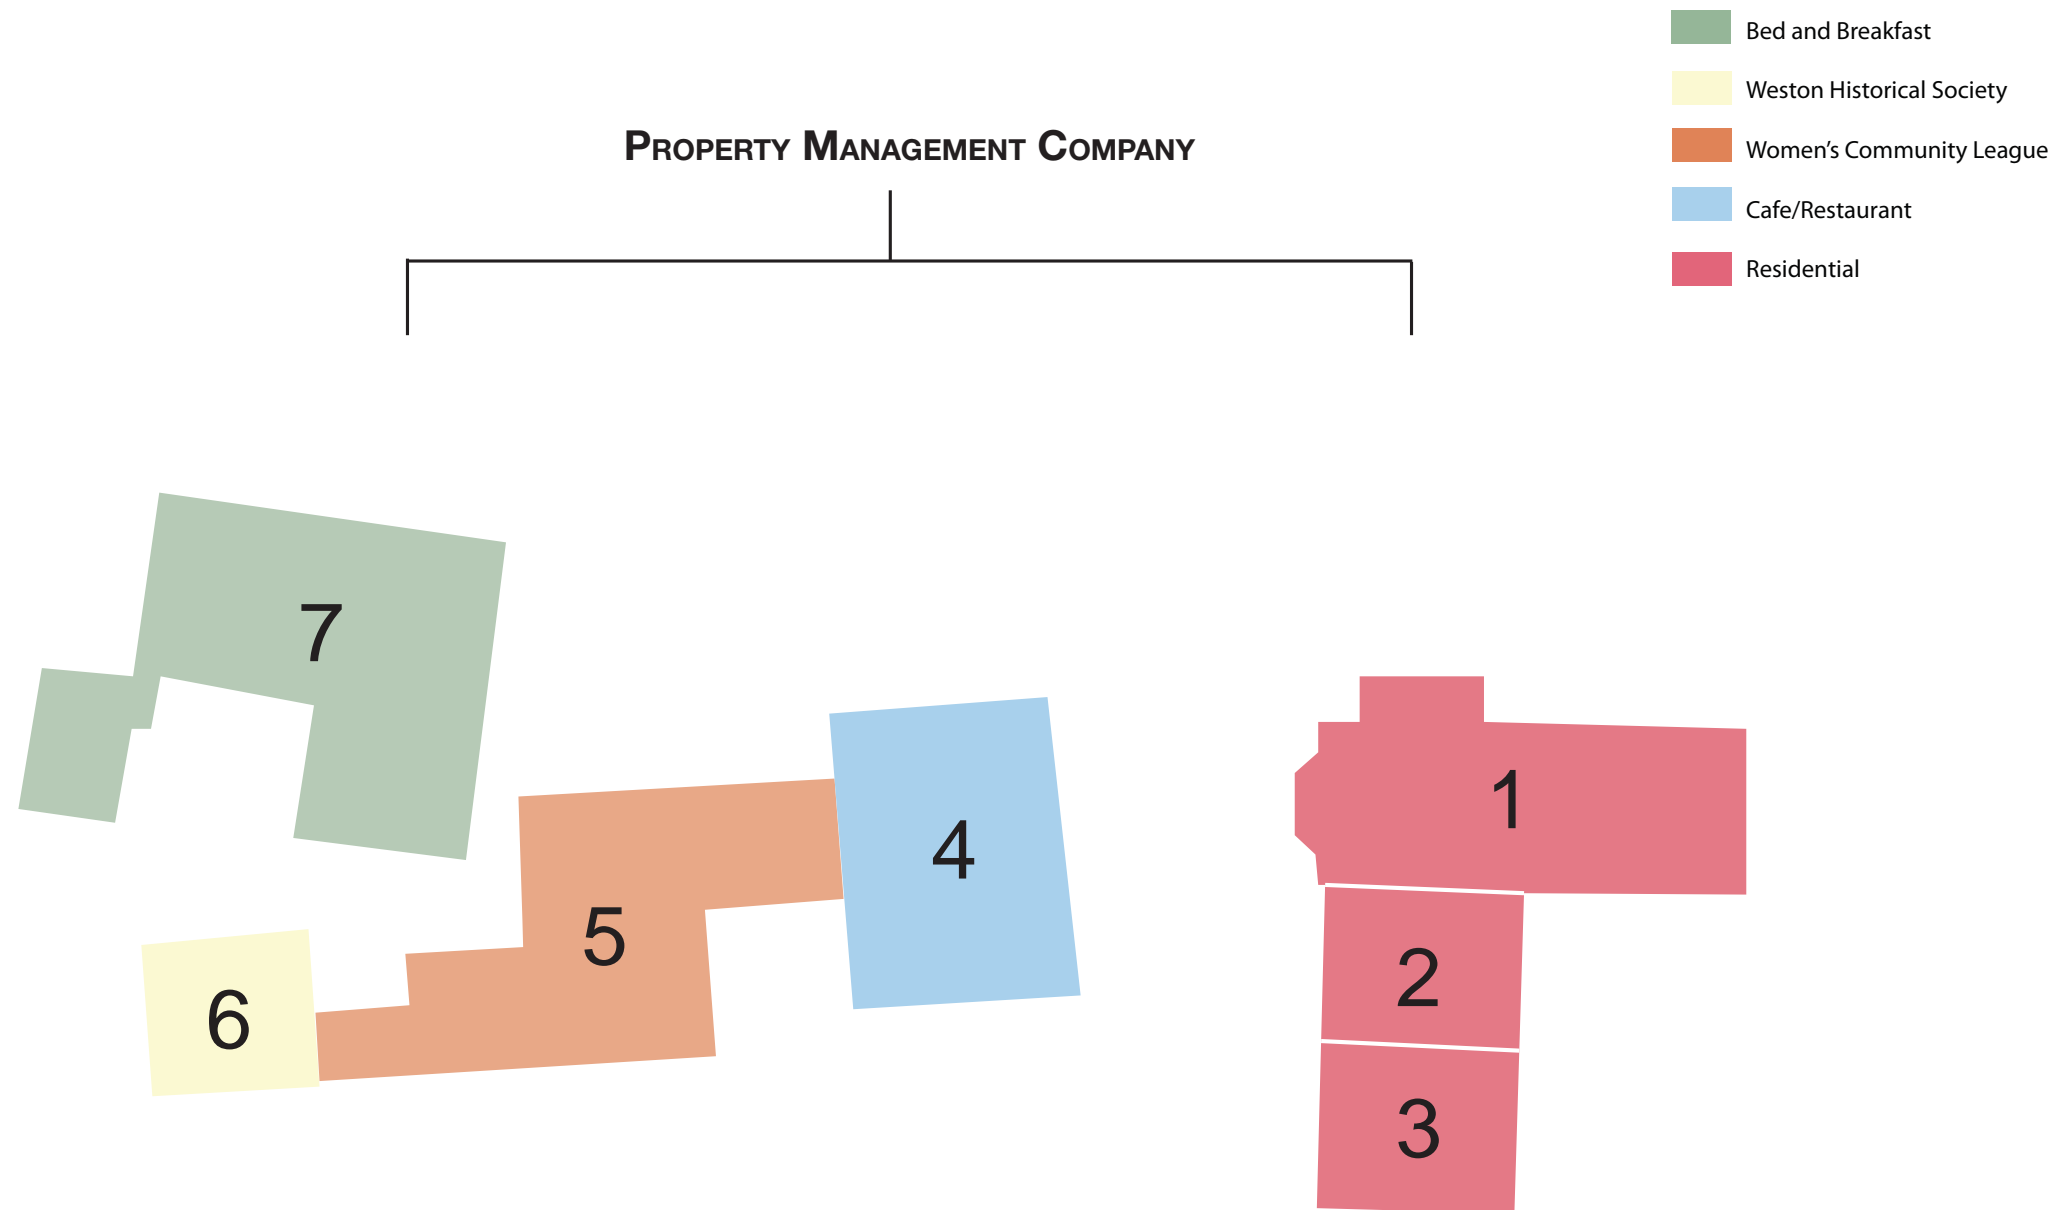 Bed and Breakfast
Weston Historical Society
Property Management Company
Women's Community League
Cafe/Restaurant
Residential
7
1
4
5
2
6
3